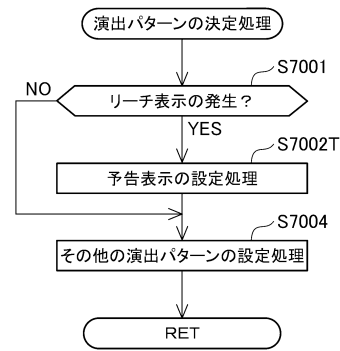 演出パターンの決定処理
S7001
NO
リーチ表示の発生？
YES
S7002T
予告表示の設定処理
S7004
その他の演出パターンの設定処理
RET